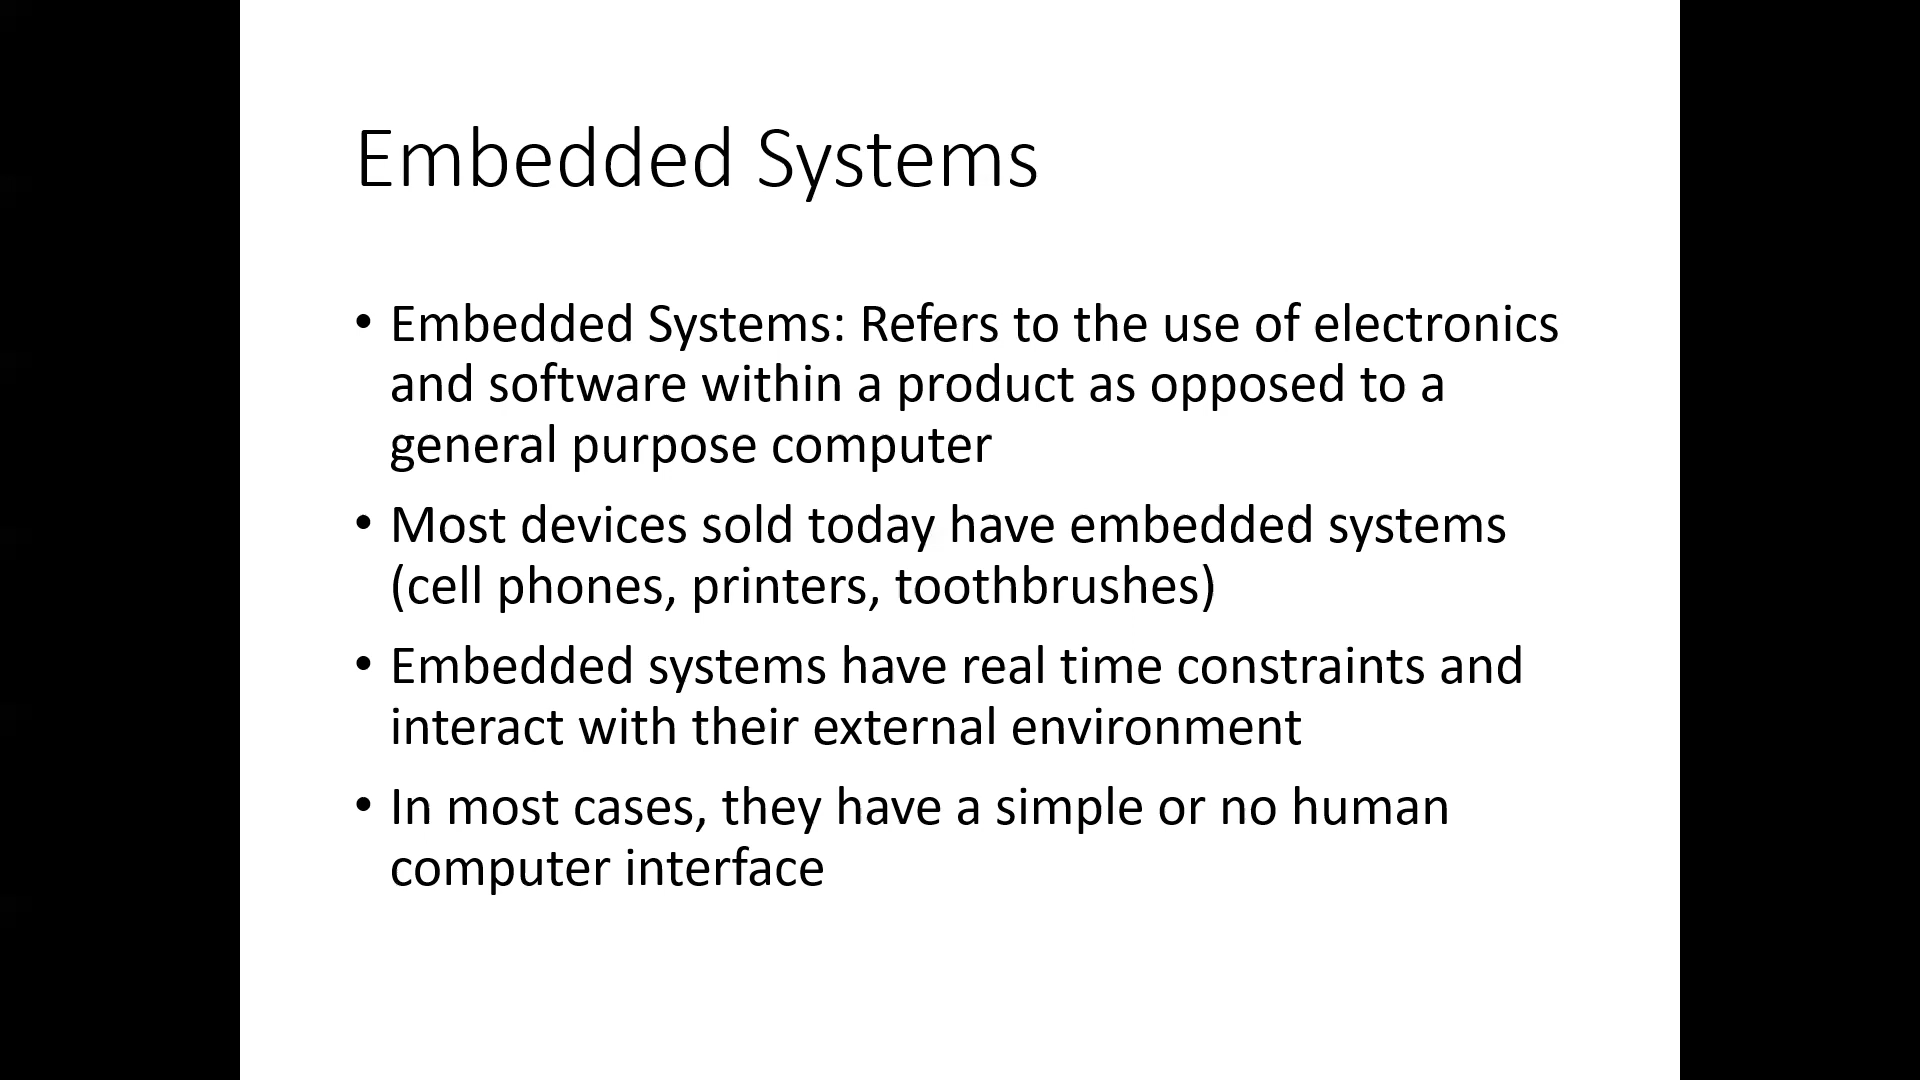 Embedded Systems
• Embedded Systems: Refers to the use of electronics
and software within a product as opposed to a
general purpose computer
• Most devices sold today have embedded systems
(cell phones, printers, toothbrushes)
• Embedded systems have real time constraints and
interact with their external environment
• In most cases, they have a simple or no human
computer interface